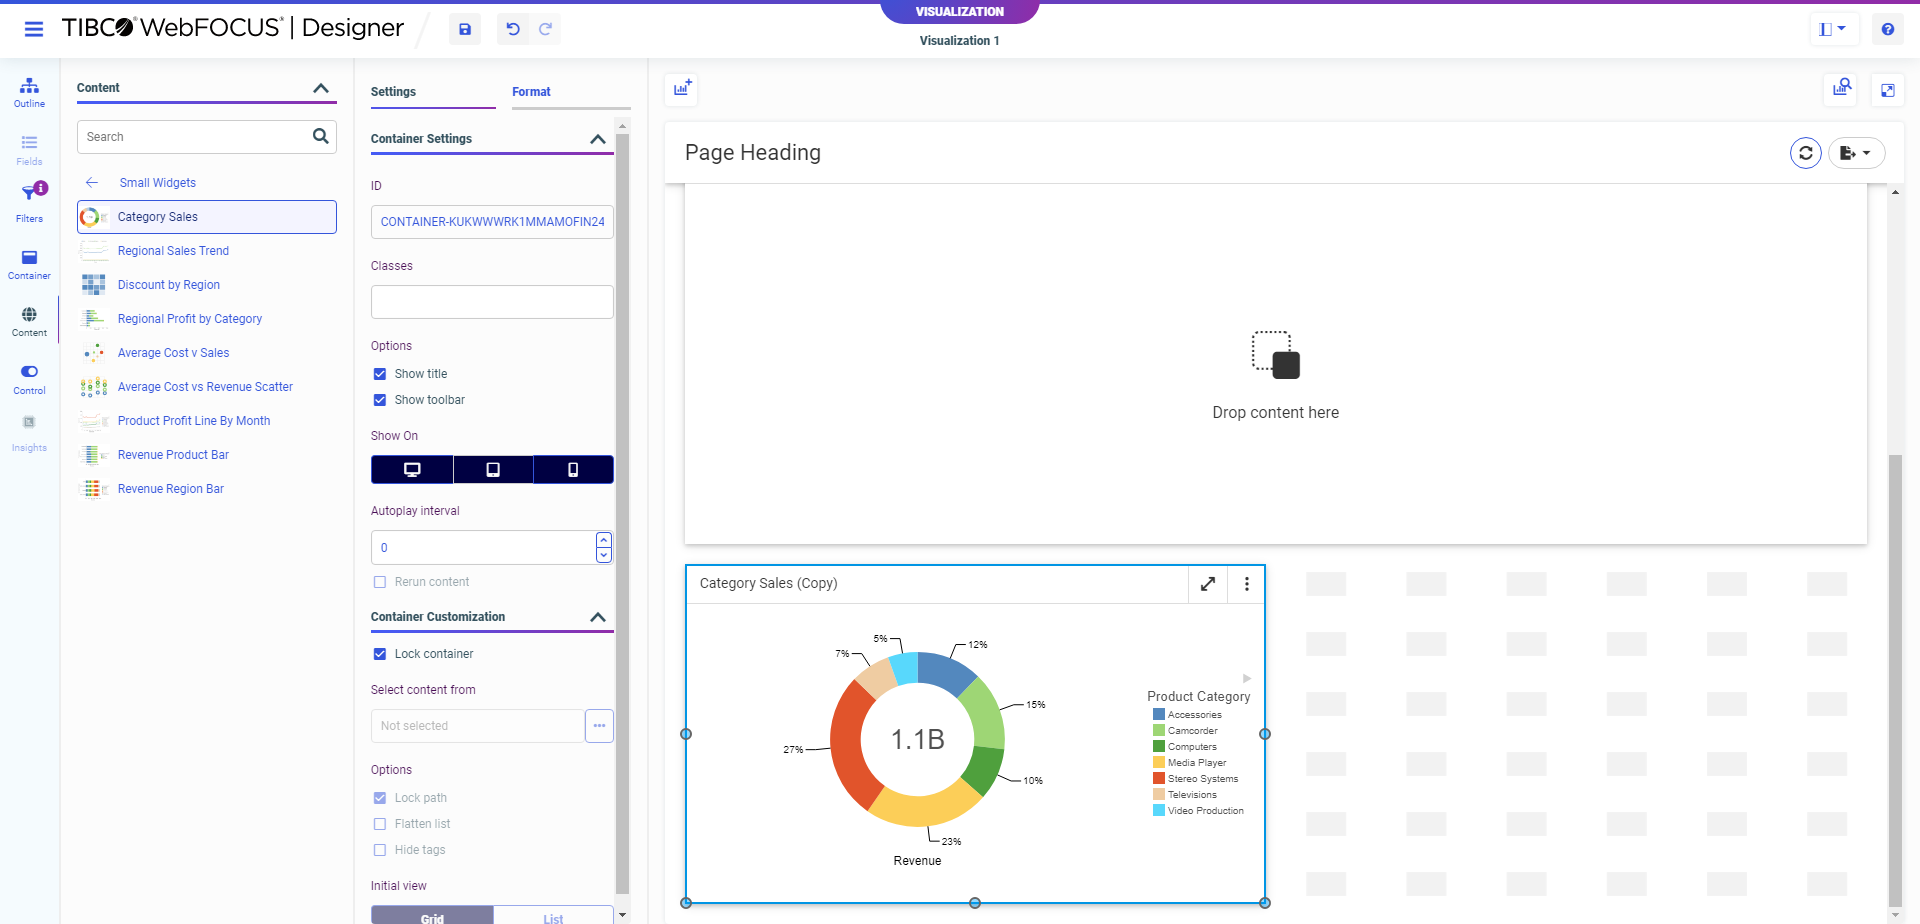 TIBCO® WebFOCUS® | Designer
VISUALIZATION
Visualization 1
Outline
Fields
Filters
Container
Content
Control
Insights
Content
Search
Small Widgets
Category Sales
Regional Sales Trend
Discount by Region
Regional Profit by Category
Average Cost v Sales
Average Cost vs Revenue Scatter
Product Profit Line By Month
Revenue Product Bar
Revenue Region Bar
Settings
Format
Container Settings
ID
CONTAINER-KUKWWWRK1MMAMOFIN24
Classes
Options
Show title
Show toolbar
Show On
Autoplay interval
0
Rerun content
Container Customization
Lock container
Select content from
Not selected
Options
Lock path
Flatten list
Hide tags
Initial view
Grid
List
Page Heading
Drop content here
Category Sales (Copy)
5%
12%
7%
15%
27%
1.1B
10%
23%
Revenue
Product Category
Accessories
Camcorder
Computers
Media Player
Stereo Systems
Televisions
Video Production